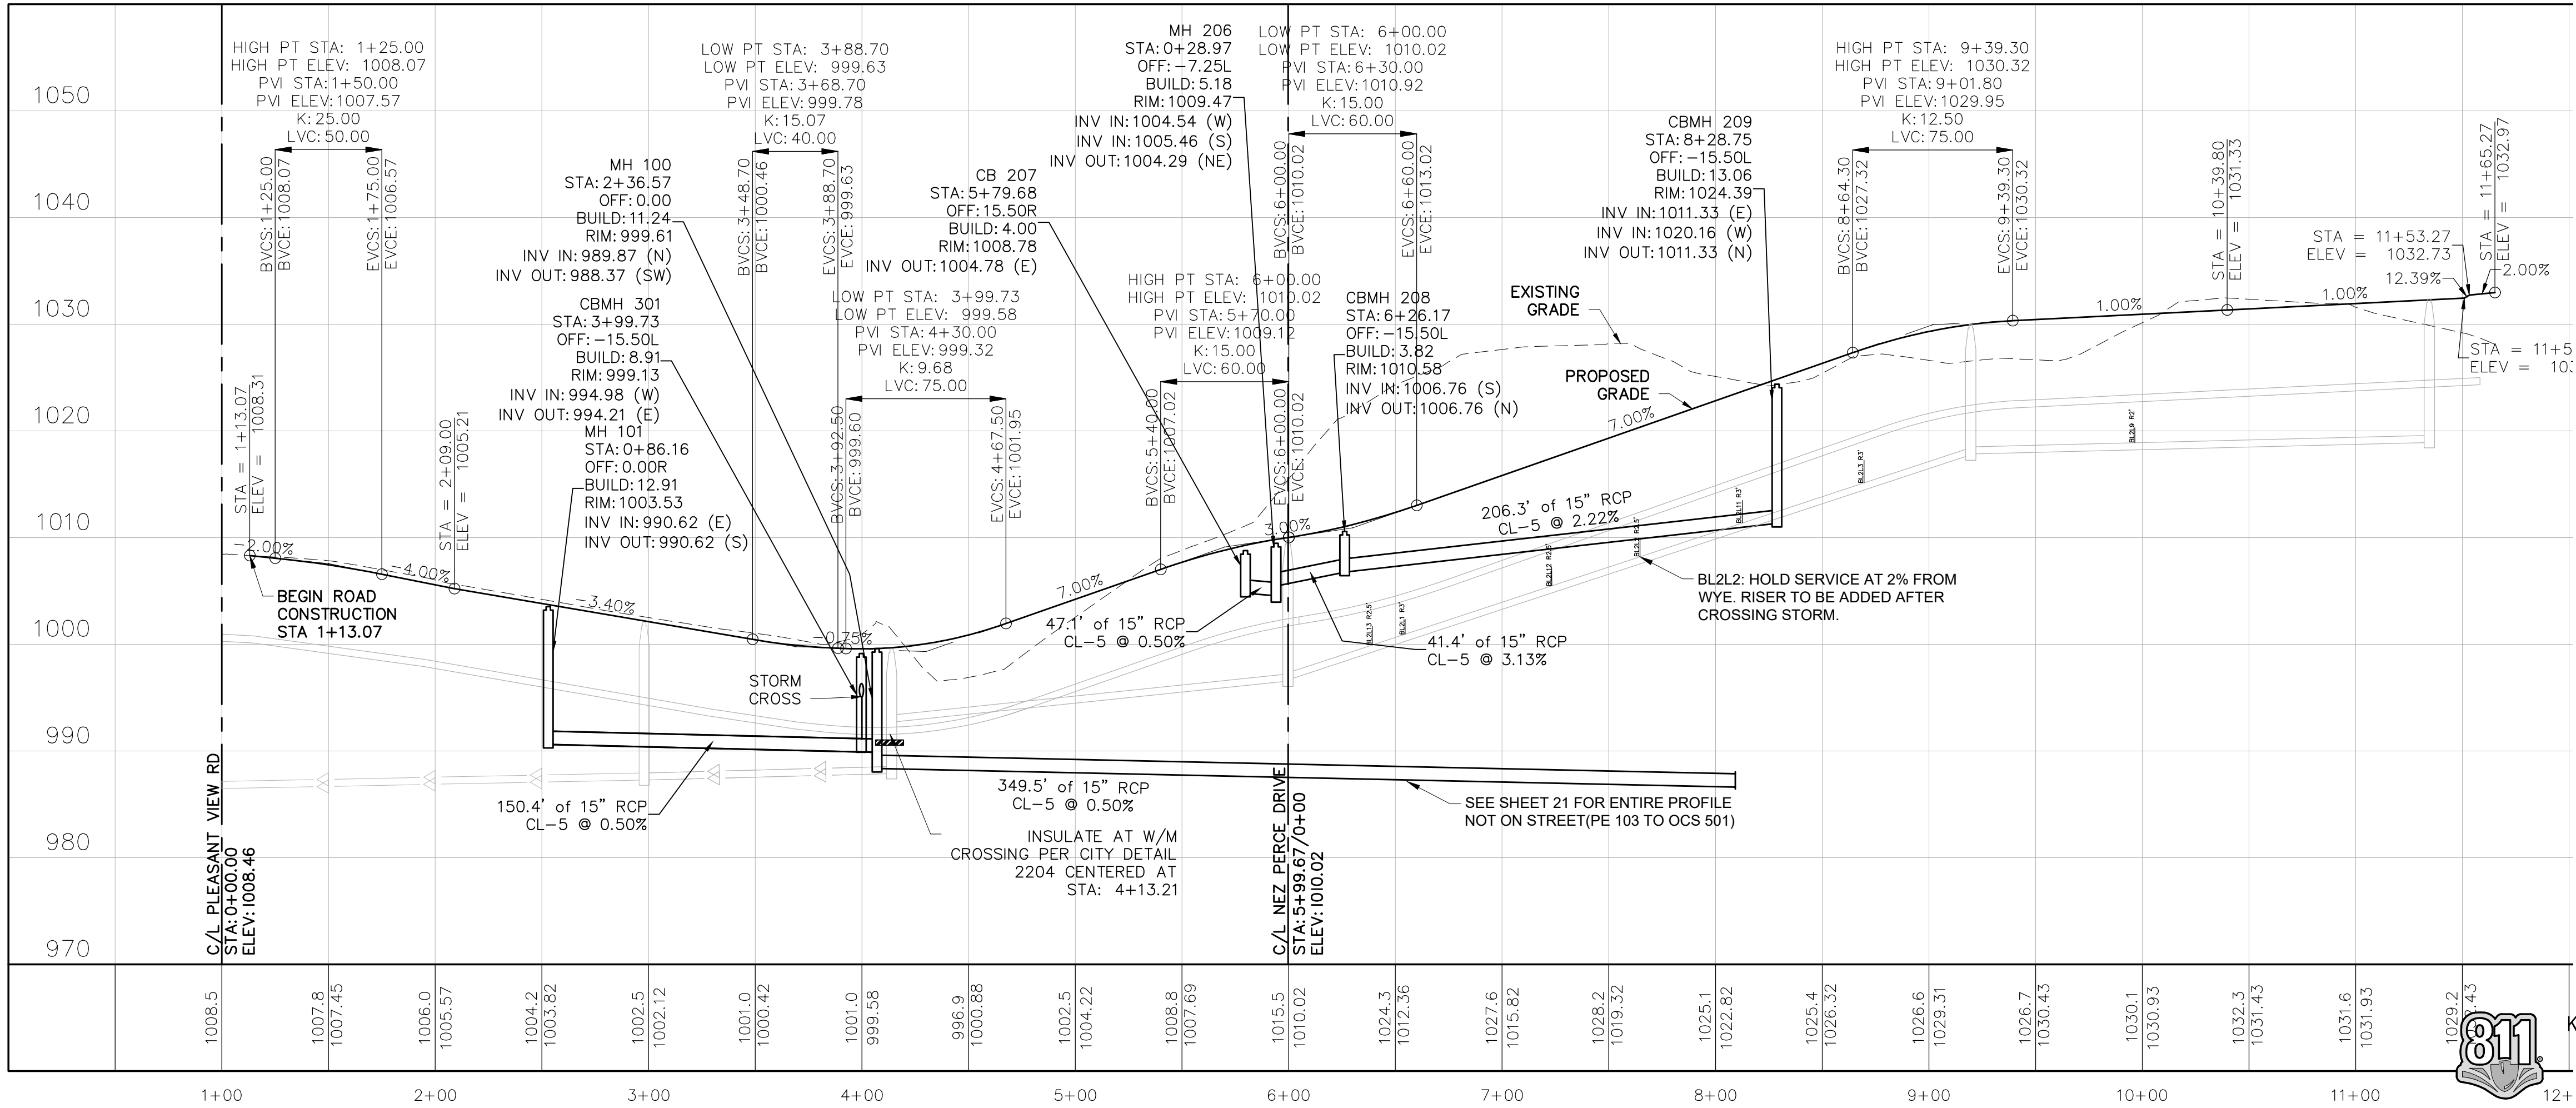 HIGH PT STA: 1+25.00
HIGH PT ELEV: 1008.07
PVI STA:1+50.00
PVI ELEV:1007.57
K:25.00
LVC:50.00
BVCS:1+25.00
BVCE:1008.07
EVCS:1+75.00
EVCE:1006.57
LOW PT STA: 3+88.70
LOW PT ELEV: 999.63
PVI STA:3+68.70
PVI ELEV:999.78
K:15.07
LVC:40.00
BVCS:3+48.70
BVCE:1000.46
EVCS:3+88.70
EVCE:999.63
MH 206
STA:0+28.97
OFF:-7.25L
BUILD:5.18
RIM:1009.47
INV IN:1004.54 (W)
INV IN:1005.46 (S)
INV OUT:1004.29 (NE)
LOW PT STA: 6+00.00
LOW PT ELEV: 1010.02
PVI STA:6+30.00
PVI ELEV:1010.92
K:15.00
LVC:60.00
BVCS:6+00.00
BVCE:1010.02
EVCS:6+60.00
EVCE:1013.02
HIGH PT STA: 9+39.30
HIGH PT ELEV: 1030.32
PVI STA:9+01.80
PVI ELEV:1029.95
K:12.50
LVC:75.00
BVCS:8+64.30
BVCE:1027.32
EVCS:9+39.30
EVCE:1030.32
CBMH 209
STA:8+28.75
OFF:-15.50L
BUILD:13.06
RIM:1024.39
INV IN:1011.33 (E)
INV IN:1020.16 (W)
INV OUT:1011.33 (N)
MH 100
STA:2+36.57
OFF:0.00
BUILD:11.24
RIM:999.61
INV IN:989.87 (N)
INV OUT:988.37 (SW)
CB 207
STA:5+79.68
OFF:15.50R
BUILD:4.00
RIM:1008.78
INV OUT:1004.78 (E)
CBMH 301
STA:3+99.73
OFF:-15.50L
BUILD:8.91
RIM:999.13
INV IN:994.98 (W)
INV OUT:994.21 (E)
MH 101
STA:0+86.16
OFF:0.00R
BUILD:12.91
RIM:1003.53
INV IN:990.62 (E)
INV OUT:990.62 (S)
LOW PT STA: 3+99.73
LOW PT ELEV: 999.58
PVI STA:4+30.00
PVI ELEV:999.32
K:9.68
LVC:75.00
BVCS:3+92.50
BVCE:999.60
EVCS:4+67.50
EVCE:1001.95
HIGH PT STA: 6+00.00
HIGH PT ELEV: 1010.02
PVI STA:5+70.00
PVI ELEV:1009.12
K:15.00
LVC:60.00
BVCS:5+40.00
BVCE:1007.02
EVCS:6+00.00
EVCE:1010.02
CBMH 208
STA:6+26.17
OFF:-15.50L
BUILD:3.82
RIM:1010.58
INV IN:1006.76 (S)
INV OUT:1006.76 (N)
EXISTING
GRADE
PROPOSED
GRADE
STA = 1+13.07
ELEV = 1008.31
STA = 2+09.00
ELEV = 1005.21
STA = 10+39.80
ELEV = 1031.33
STA = 11+53.27
ELEV = 1032.73
STA = 11+65.27
ELEV = 1032.97
STA = 11+5
ELEV = 103
12.39%
2.00%
1.00%
1.00%
-2.00%
-4.00%
-3.40%
-0.75%
7.00%
3.00%
7.00%
BEGIN ROAD
CONSTRUCTION
STA 1+13.07
STORM
CROSS
150.4' of 15" RCP
CL-5 @ 0.50%
349.5' of 15" RCP
CL-5 @ 0.50%
47.1' of 15" RCP
CL-5 @ 0.50%
41.4' of 15" RCP
CL-5 @ 3.13%
206.3' of 15" RCP
CL-5 @ 2.22%
BL2L13 R2.5'
BL2L1 R3'
BL2L12 R2.5'
BL2L2 R2.5'
BL2L11 R3'
BL2L3 R3'
BL2L9 R2'
BL2L2: HOLD SERVICE AT 2% FROM
WYE. RISER TO BE ADDED AFTER
CROSSING STORM.
SEE SHEET 21 FOR ENTIRE PROFILE
NOT ON STREET(PE 103 TO OCS 501)
INSULATE AT W/M
CROSSING PER CITY DETAIL
2204 CENTERED AT
STA: 4+13.21
C/L PLEASANT VIEW RD
STA:0+00.00
ELEV:1008.46
C/L NEZ PERCE DRIVE
STA:5+99.67/0+00
ELEV:1010.02
1050
1040
1030
1020
1010
1000
990
980
970
1008.5
1007.8
1007.45
1006.0
1005.57
1004.2
1003.82
1002.5
1002.12
1001.0
1000.42
1001.0
999.58
996.9
1000.88
1002.5
1004.22
1008.8
1007.69
1015.5
1010.02
1024.3
1012.36
1027.6
1015.82
1028.2
1019.32
1025.1
1022.82
1025.4
1026.32
1026.6
1029.31
1026.7
1030.43
1030.1
1030.93
1032.3
1031.43
1031.6
1031.93
1029.2
.43
811
K
1+00
2+00
3+00
4+00
5+00
6+00
7+00
8+00
9+00
10+00
11+00
12+